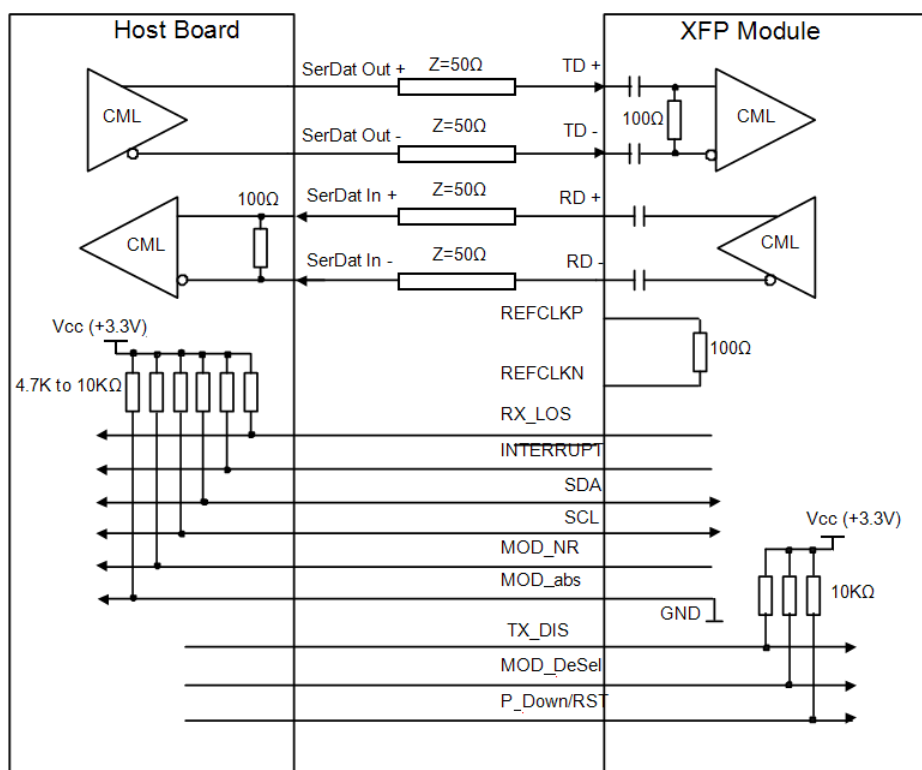 Host Board
XFP Module
SerDat Out +
Z=50Ω
TD +
CML
100Ω
CML
SerDat Out -
Z=50Ω
TD -
SerDat In +
Z=50Ω
RD +
100Ω
CML
CML
SerDat In -
Z=50Ω
RD -
REFCLKP
Vcc (+3.3V)
100Ω
REFCLKN
4.7K to 10KΩ
RX_LOS
INTERRUPT
SDA
SCL
Vcc (+3.3V)
MOD_NR
MOD_abs
10KΩ
GND
TX_DIS
MOD_DeSel
P_Down/RST